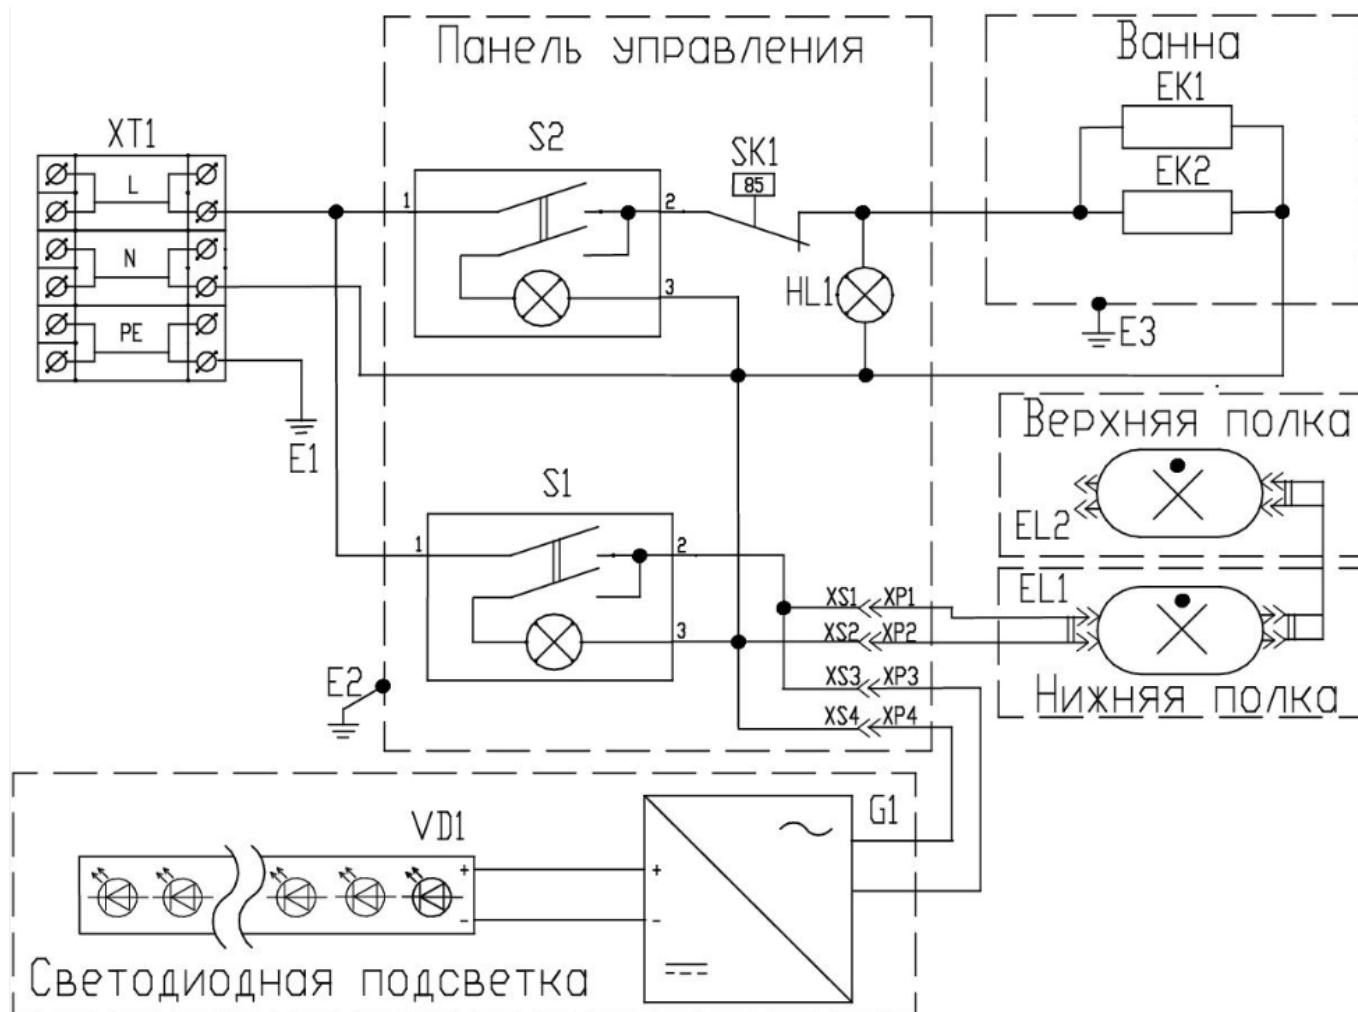 Панель управления
Ванна
EK1
XT1
S2
SK1
85
EK2
L
1
2
N
3
HL1
PE
E3
E1
Верхняя полка
S1
EL2
1
2
EL1
XS1
XP1
3
XS2
XP2
E2
XS3
XP3
Нижняя полка
XS4
XP4
VD1
G1
+
+
-
-
Светодиодная подсветка